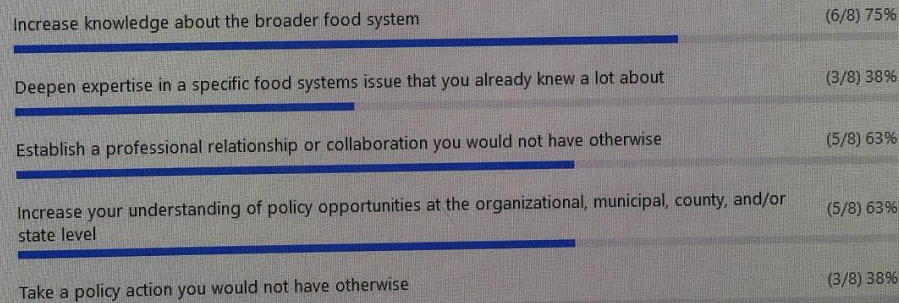 Increase knowledge about the broader food system
(6/8) 75%
Deepen expertise in a specific food systems issue that you already knew a lot about
(3/8) 38%
Establish a professional relationship or collaboration you would not have otherwise
(5/8) 63%
Increase your understanding of policy opportunities at the organizational, municipal, county, and/or
state level
(5/8) 63%
Take a policy action you would not have otherwise
(3/8) 38%